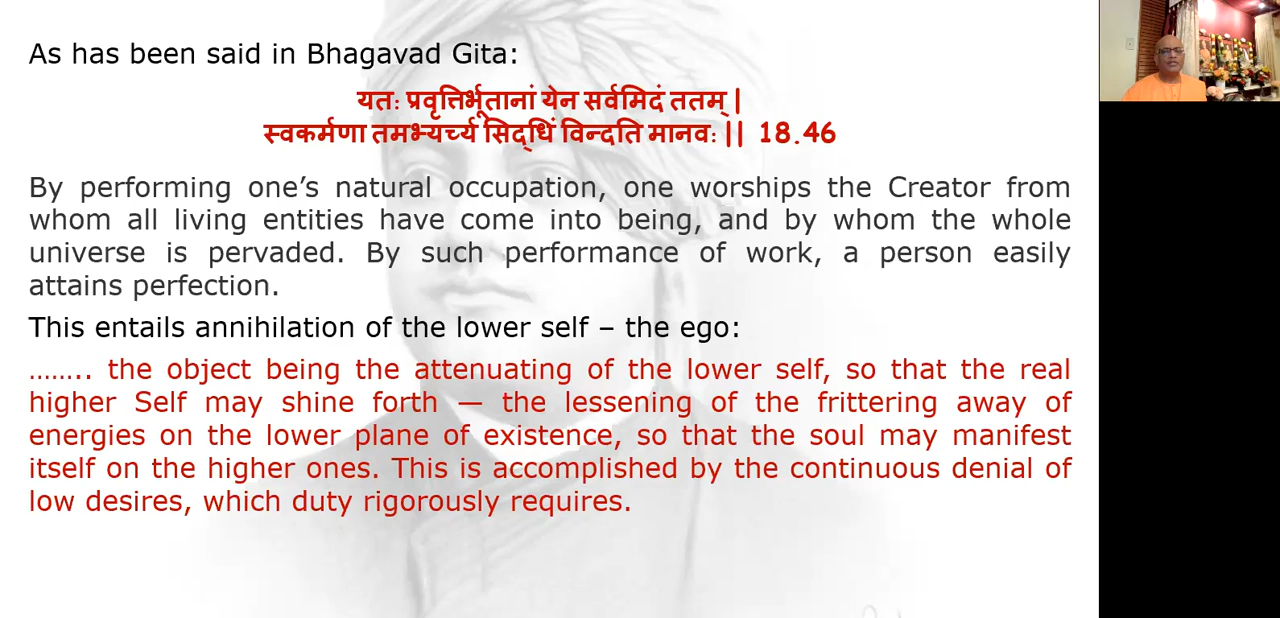 As has been said in Bhagavad Gita:
यतः प्रवृत्तिर्भूतानां येन सर्वमिदं ततम् |
स्वकर्मणा तमभ्यर्च्य सिद्धिं विन्दति मानवः || 18.46
By performing one’s natural occupation, one worships the Creator from
whom all living entities have come into being, and by whom the whole
universe is pervaded. By such performance of work, a person easily
attains perfection.
This entails annihilation of the lower self – the ego:
…….. the object being the attenuating of the lower self, so that the real
higher Self may shine forth — the lessening of the frittering away of
energies on the lower plane of existence, so that the soul may manifest
itself on the higher ones. This is accomplished by the continuous denial of
low desires, which duty rigorously requires.